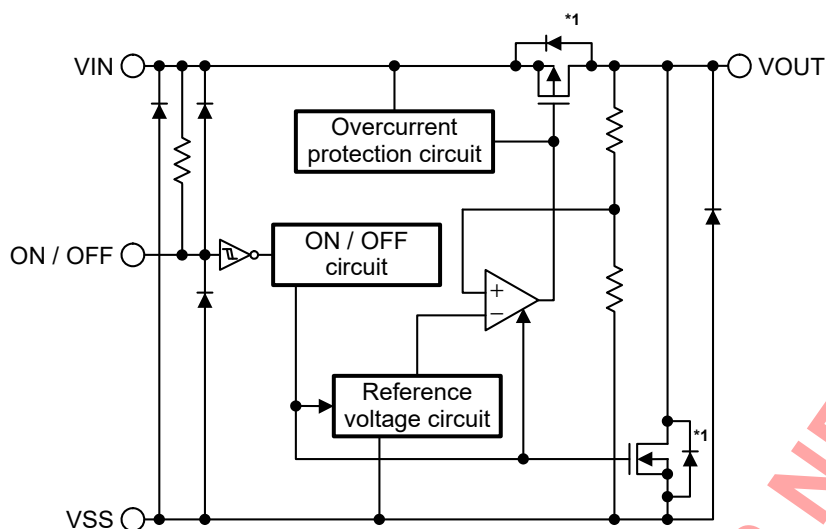 *1
VIN
VOUT
Overcurrent
protection circuit
ON / OFF
ON / OFF
circuit
+
−
Reference
voltage circuit
*1
VSS